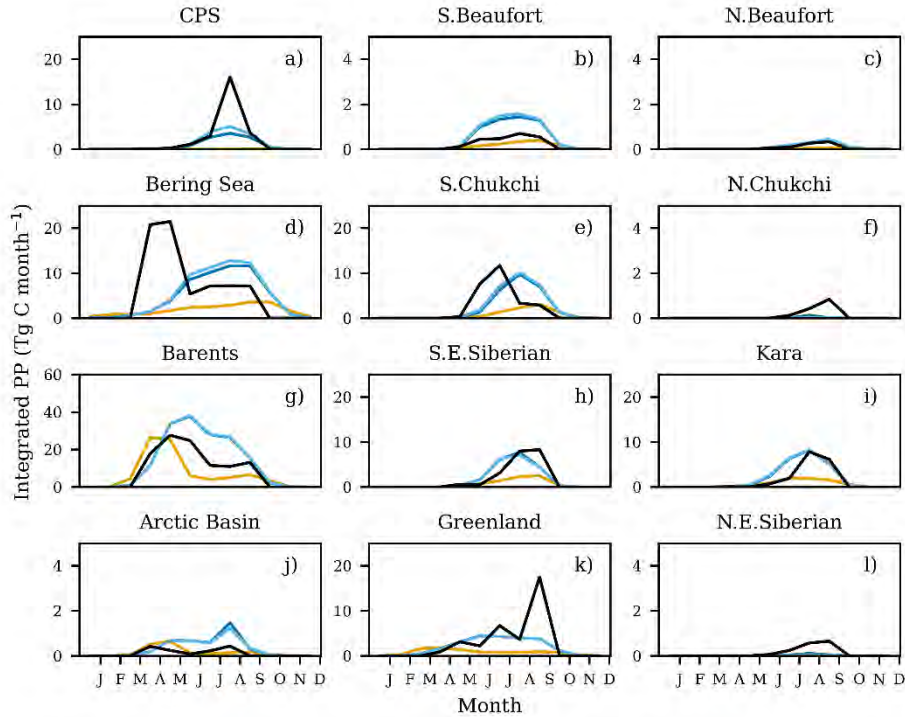 CPS S.Beaufort N.Beaufort
20 10 0 a)
4 2 0 b)
4 2 0 c)
Bering Sea S.Chukchi N.Chukchi
20 10 0 d)
20 10 0 e)
4 2 0 f)
Integrated PP (Tg C month⁻¹)
Barents S.E.Siberian Kara
60 40 20 0 g)
20 10 0 h)
20 10 0 i)
Arctic Basin Greenland N.E.Siberian
4 2 0 j)
20 10 0 k)
4 2 0 l)
J F M A M J J A S O N D J F M A M J J A S O N D J F M A M J J A S O N D
Month